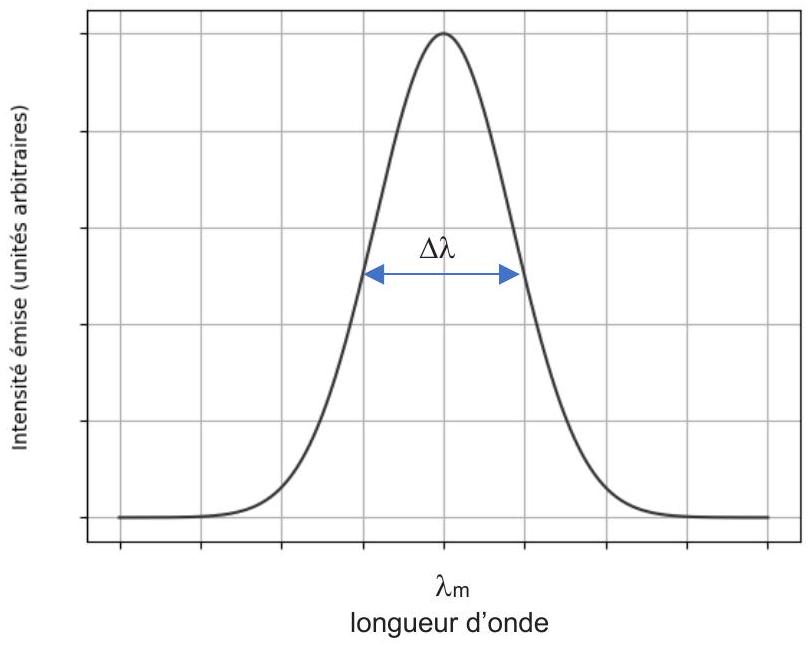 Intensité émise (unités arbitraires)
Δλ
λm
longueur d'onde